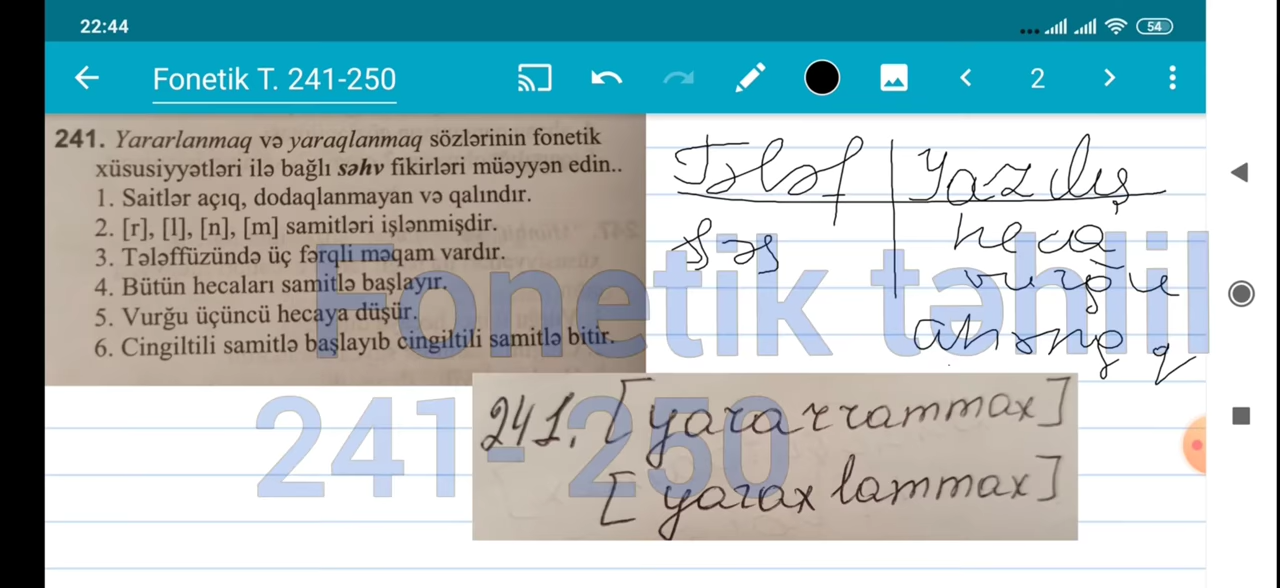 22:44
54
Fonetik T. 241-250
2
241. Yararlanmaq və yaraqlanmaq sözlərinin fonetik
xüsusiyyətləri ilə bağlı səhv fikirləri müəyyən edin..
1. Saitlər açıq, dodaqlanmayan və qalındır.
2. [r], [l], [n], [m] samitləri işlənmişdir.
3. Tələffüzündə üç fərqli məqam vardır.
4. Bütün hecaları samitlə başlayır.
5. Vurğu üçüncü hecaya düşür.
6. Cingiltili samitlə başlayıb cingiltili samitlə bitir.
Tələf Yazılış
Səs heca
vurğu
ahəng q
Fonetik təhlil
241-250
241. [yararrammax]
[yaraxlammax]